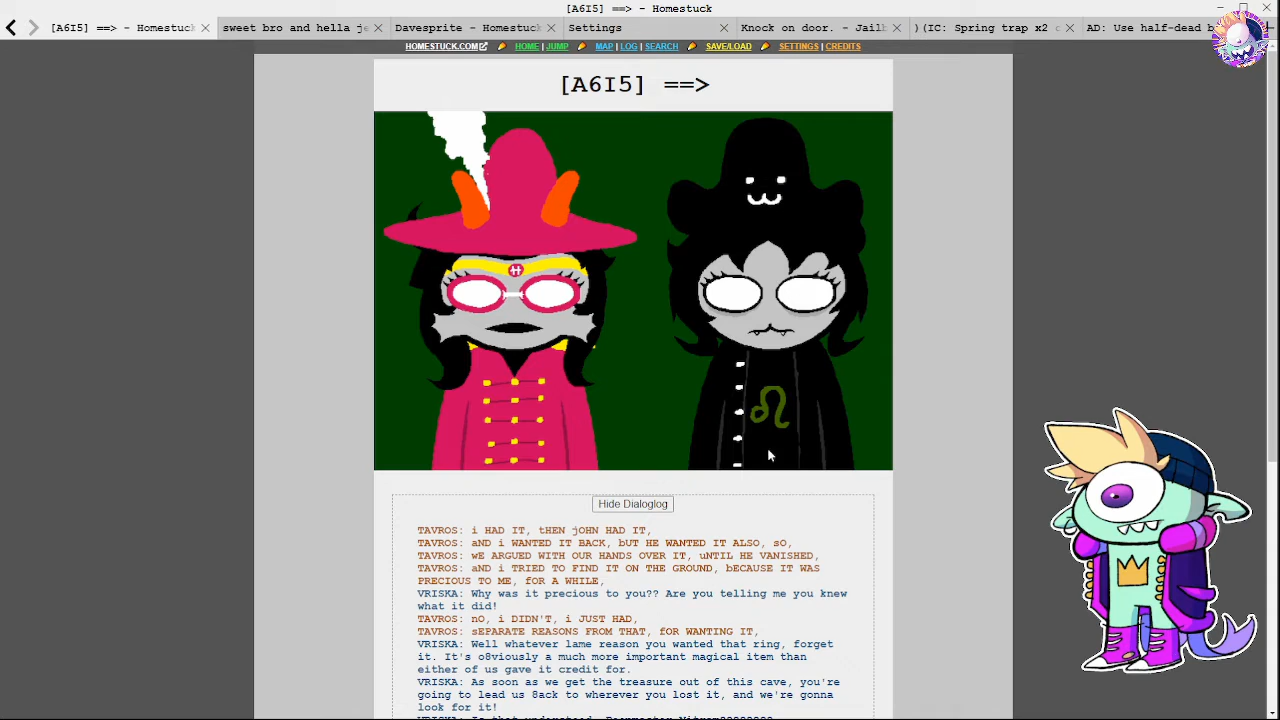 [A6I5] ==> - Homestuck
[A6I5] ==> - Homestuck
sweet bro and hella je
Davesprite - Homestuck
Settings
Knock on door. - Jailb
)(IC: Spring trap x2 c
AD: Use half-dead b
HOMESTUCK.COM
HOME | JUMP
MAP | LOG | SEARCH
SAVE/LOAD
SETTINGS | CREDITS
[A6I5] ==>
Hide Dialoglog
TAVROS: i HAD IT, tHEN jOHN HAD IT,
TAVROS: aND i WANTED IT BACK, bUT HE WANTED IT ALSO, sO,
TAVROS: wE ARGUED WITH OUR HANDS OVER IT, uNTIL HE VANISHED,
TAVROS: aND i TRIED TO FIND IT ON THE GROUND, bECAUSE IT WAS
PRECIOUS TO ME, fOR A WHILE,
VRISKA: Why was it precious to you?? Are you telling me you knew
what it did!
TAVROS: nO, i DIDN'T, i JUST HAD,
TAVROS: sEPARATE REASONS FROM THAT, fOR WANTING IT,
VRISKA: Well whatever lame reason you wanted that ring, forget
it. It's o8viously a much more important magical item than
either of us gave it credit for.
VRISKA: As soon as we get the treasure out of this cave, you're
going to lead us 8ack to wherever you lost it, and we're gonna
look for it!